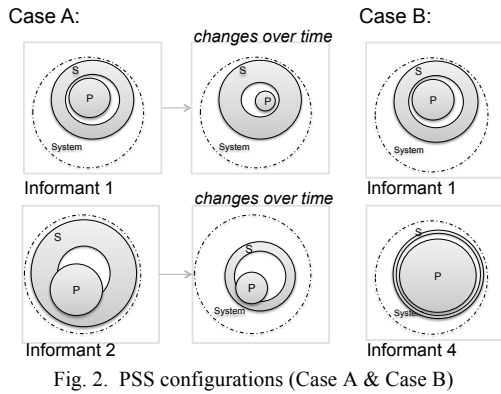 Case A:
Case B:
changes over time
S
P
System
S
P
System
S
P
System
Informant 1
Informant 1
changes over time
S
P
S
P
System
S
P
System
Informant 2
Informant 4
Fig. 2. PSS configurations (Case A & Case B)